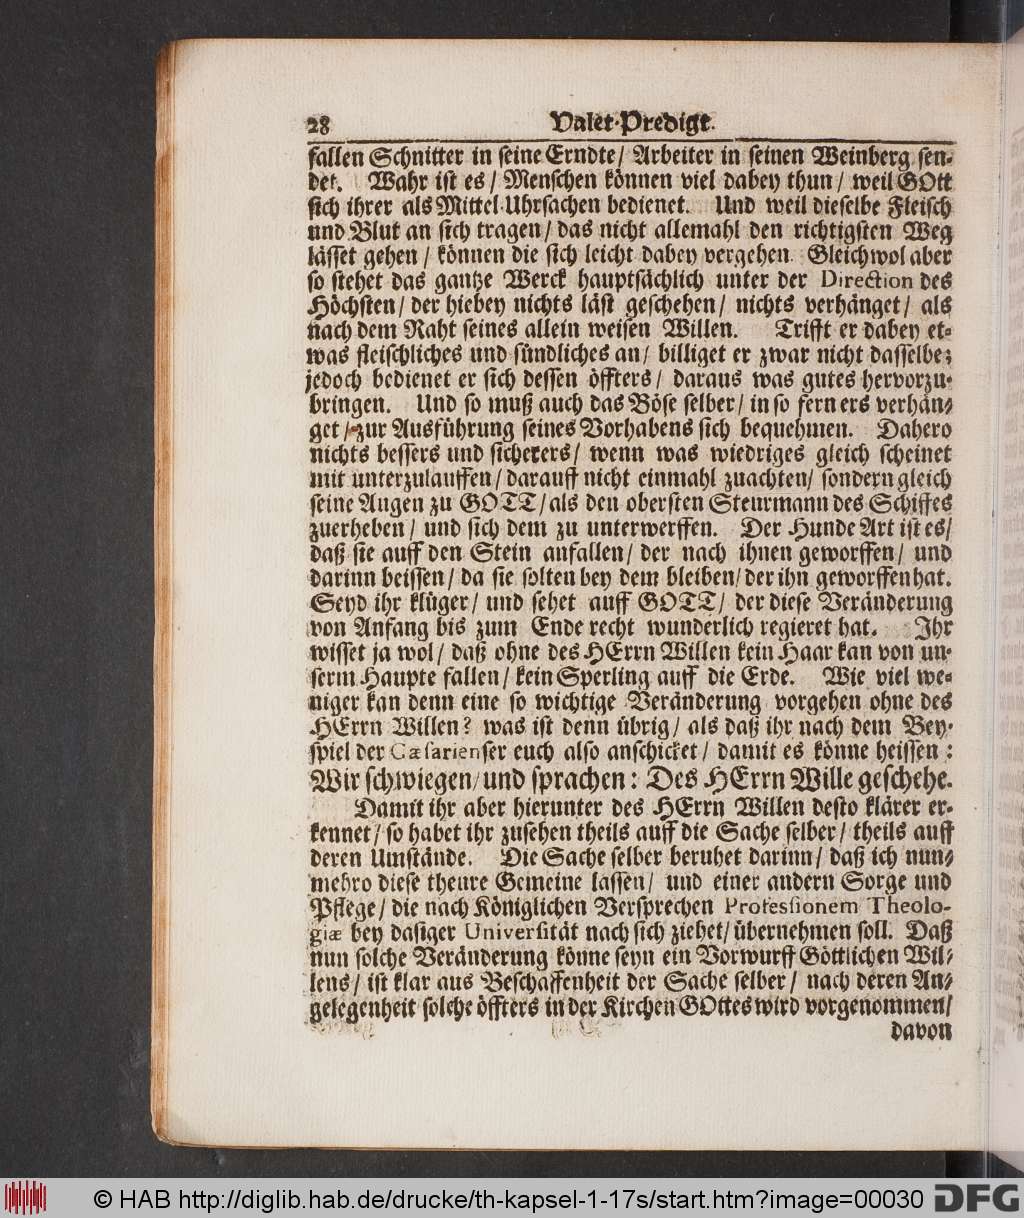 28 Valet-Predigt.
fallen Schnitter in seine Erndte/ Arbeiter in seinen Weinberg sen-
det. Wahr ist es/ Menschen können viel dabey thun/ weil GOtt
sich ihrer als Mittel-Uhrsachen bedienet. Und weil dieselbe Fleisch
und Blut an sich tragen/ das nicht allemahl den richtigsten Weg
lässet gehen/ können die sich leicht dabey vergehen. Gleichwol aber
so stehet das gantze Werck hauptsächlich unter der Direction des
Höchsten/ der hiebey nichts läst geschehen/ nichts verhänget/ als
nach dem Raht seines allein weisen Willen. Trifft er dabey et-
was fleischliches und sündliches an/ billiget er zwar nicht dasselbe;
jedoch bedienet er sich dessen öffters/ daraus was gutes hervorzu-
bringen. Und so muß auch das Böse selber/ in so fern ers verhän-
get/ zur Ausführung seines Vorhabens sich bequehmen. Dahero
nichts bessers und sicherers/ wenn was wiedriges gleich scheinet
mit unterzulauffen/ darauff nicht einmahl zuachten/ sondern gleich
seine Augen zu GOTT/ als den obersten Steurmann des Schiffes
zuerheben/ und sich dem zu unterwerffen. Der Hunde Art ist es/
daß sie auff den Stein anfallen/ der nach ihnen geworffen/ und
darinn beissen/ da sie solten bey dem bleiben/ der ihn geworffen hat.
Seyd ihr klüger/ und sehet auff GOTT/ der diese Veränderung
von Anfang bis zum Ende recht wunderlich regieret hat. Ihr
wisset ja wol/ daß ohne des HErrn Willen kein Haar kan von un-
serm Haupte fallen/ kein Sperling auff die Erde. Wie viel we-
niger kan denn eine so wichtige Veränderung vorgehen ohne des
HErrn Willen? was ist denn übrig/ als daß ihr nach dem Bey-
spiel der Cæsarienser euch also anschicket/ damit es könne heissen:
Wir schwiegen/ und sprachen: Des HErrn Wille geschehe.
Damit ihr aber hierunter des HErrn Willen desto klärer er-
kennet/ so habet ihr zusehen theils auff die Sache selber/ theils auff
deren Umstände. Die Sache selber beruhet darinn/ daß ich nun-
mehro diese theure Gemeine lassen/ und einer andern Sorge und
Pflege/ die nach Königlichen Versprechen Professionem Theolo-
giæ bey dasiger Universität nach sich ziehet/ übernehmen soll. Daß
nun solche Veränderung könne seyn ein Vorwurff Göttlichen Wil-
lens/ ist klar aus Beschaffenheit der Sache selber/ nach deren An-
gelegenheit solche öffters in der Kirchen GOttes wird vorgenommen/
davon
© HAB http://diglib.hab.de/drucke/th-kapsel-1-17s/start.htm?image=00030 DFG